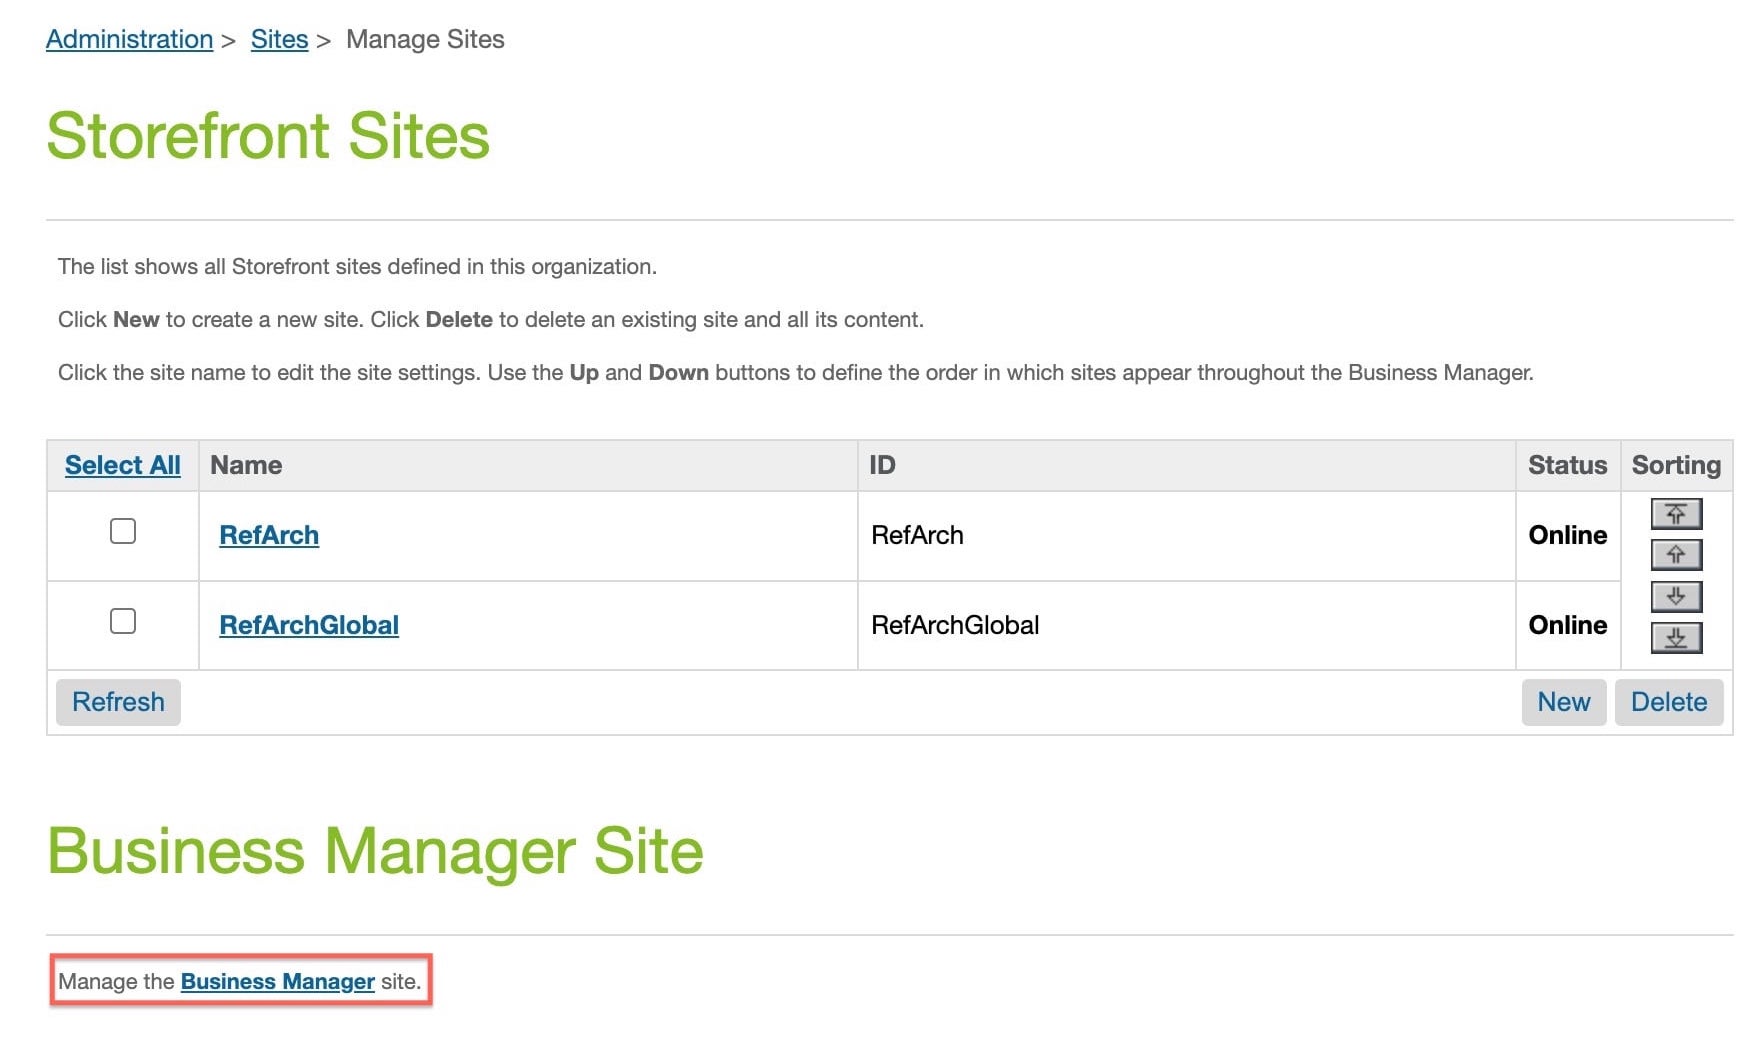 Administration > Sites > Manage Sites
Storefront Sites
The list shows all Storefront sites defined in this organization.
Click New to create a new site. Click Delete to delete an existing site and all its content.
Click the site name to edit the site settings. Use the Up and Down buttons to define the order in which sites appear throughout the Business Manager.
Select All Name ID Status Sorting
RefArch RefArch Online
RefArchGlobal RefArchGlobal Online
Refresh New Delete
Business Manager Site
Manage the Business Manager site.